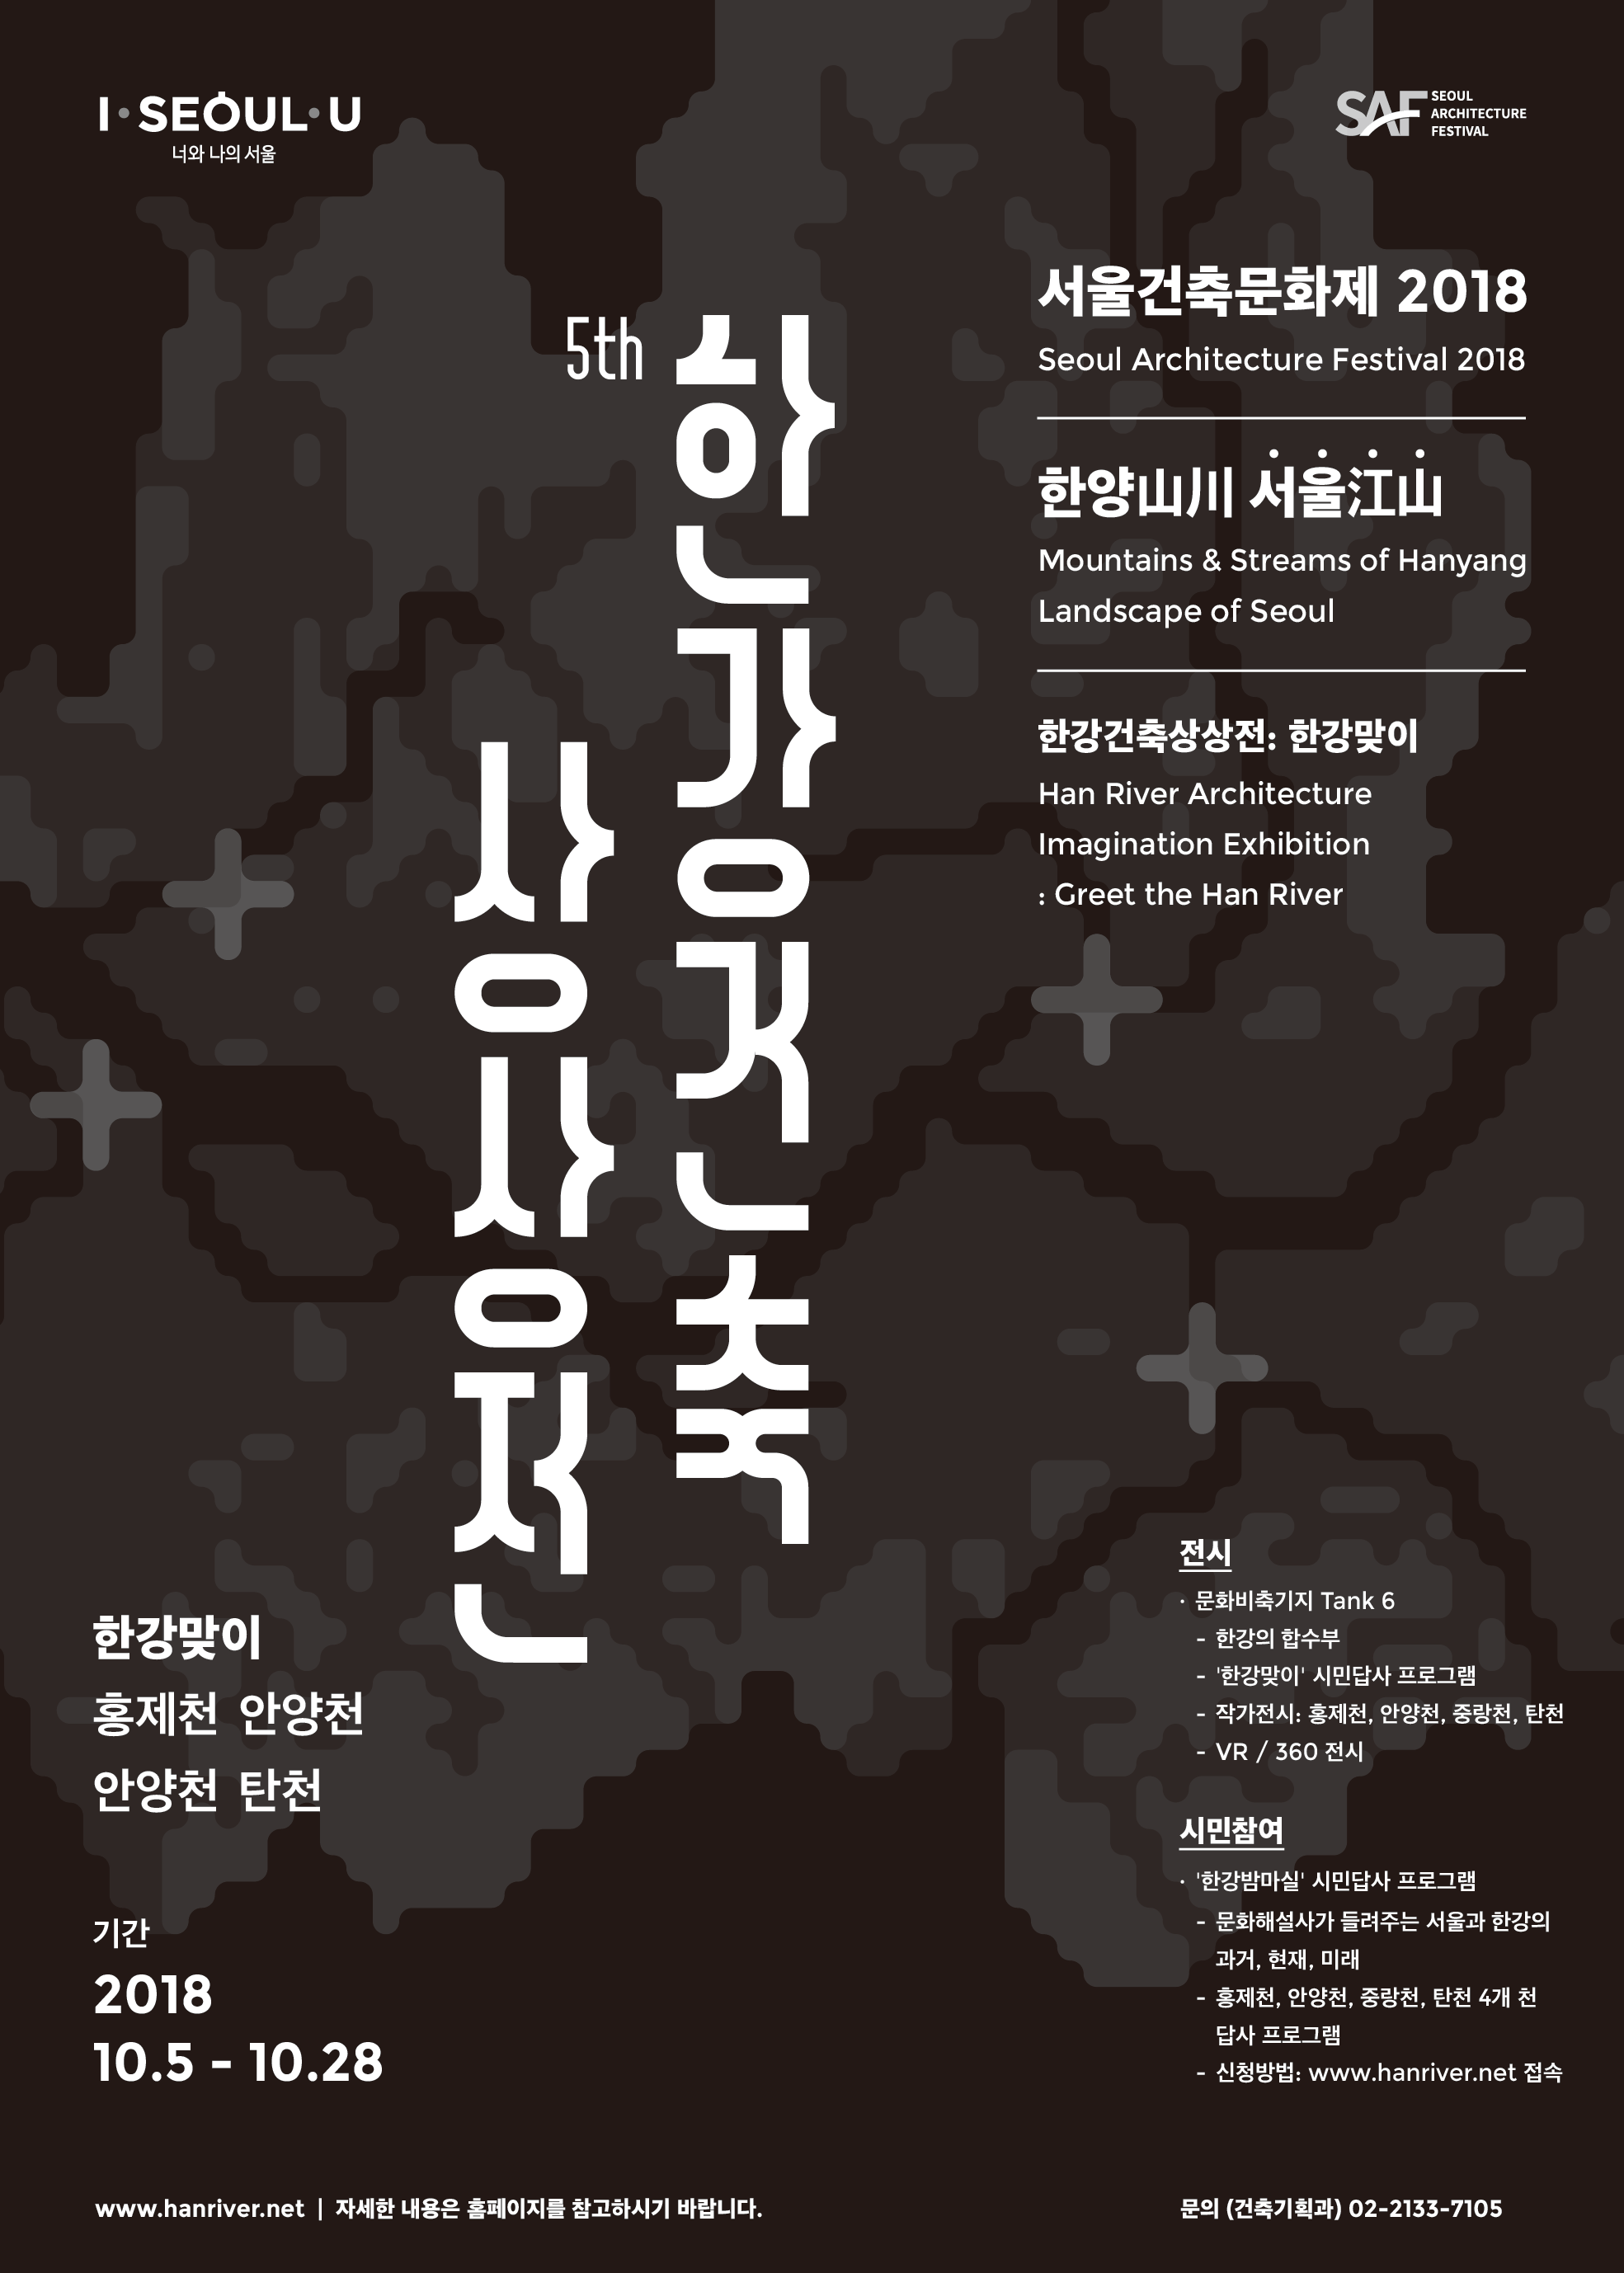 I·SEOUL·U
너와 나의 서울
SAF SEOUL
ARCHITECTURE
FESTIVAL
5th
한강건축
상상전
서울건축문화제 2018
Seoul Architecture Festival 2018
한양山川 서울江山
Mountains & Streams of Hanyang
Landscape of Seoul
한강건축상상전: 한강맞이
Han River Architecture
Imagination Exhibition
: Greet the Han River
한강맞이
홍제천 안양천
안양천 탄천
기간
2018
10.5 - 10.28
전시
· 문화비축기지 Tank 6
- 한강의 합수부
- '한강맞이' 시민답사 프로그램
- 작가전시: 홍제천, 안양천, 중랑천, 탄천
- VR / 360 전시
시민참여
· '한강밤마실' 시민답사 프로그램
- 문화해설사가 들려주는 서울과 한강의
과거, 현재, 미래
- 홍제천, 안양천, 중랑천, 탄천 4개 천
답사 프로그램
- 신청방법: www.hanriver.net 접속
www.hanriver.net | 자세한 내용은 홈페이지를 참고하시기 바랍니다.
문의 (건축기획과) 02-2133-7105